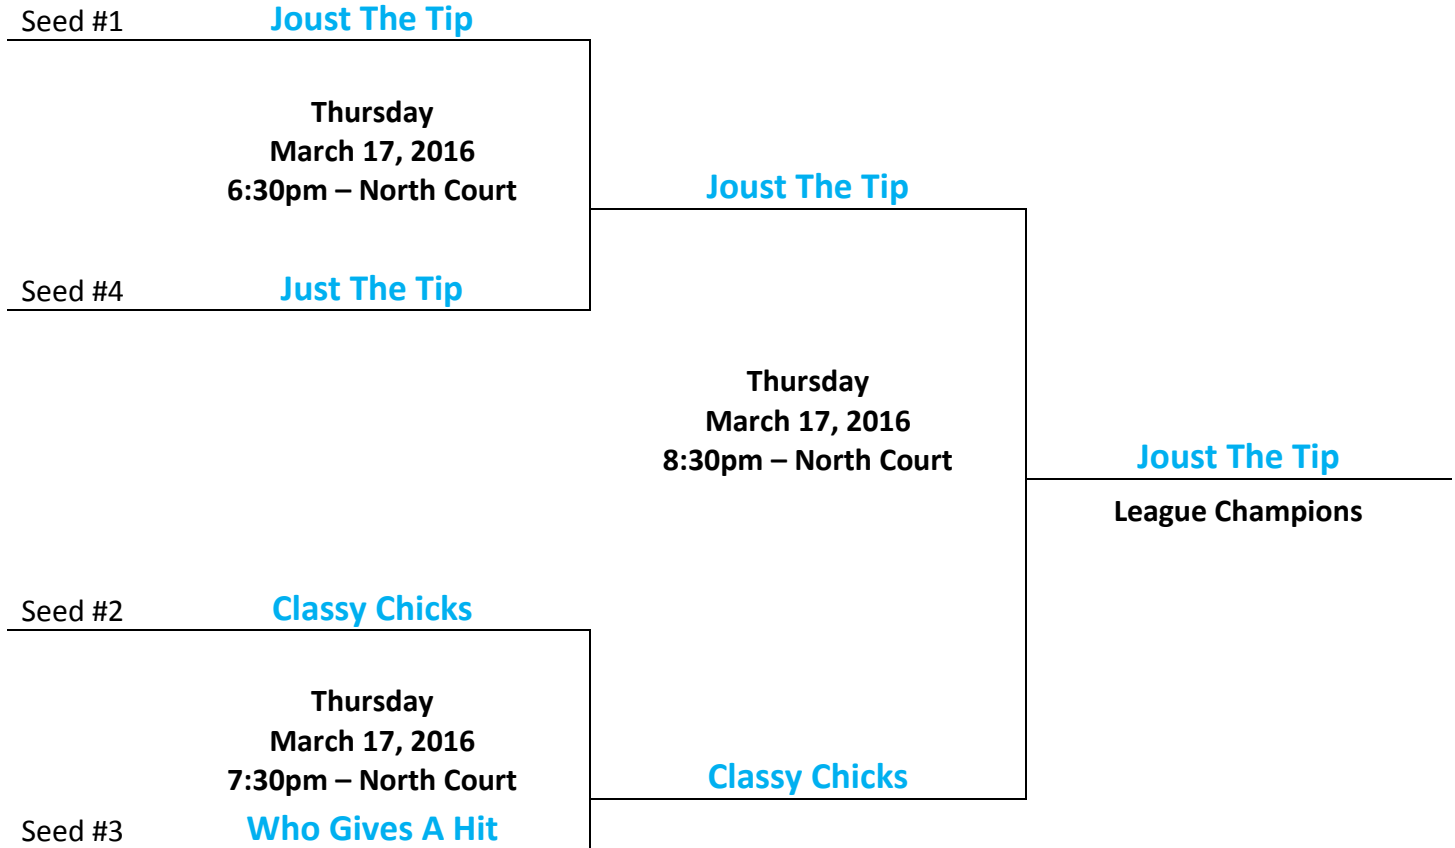 Seed #1 Joust The Tip
Thursday
March 17, 2016
6:30pm – North Court
Joust The Tip
Seed #4 Just The Tip
Thursday
March 17, 2016
8:30pm – North Court
Joust The Tip
League Champions
Seed #2 Classy Chicks
Thursday
March 17, 2016
7:30pm – North Court
Classy Chicks
Seed #3 Who Gives A Hit